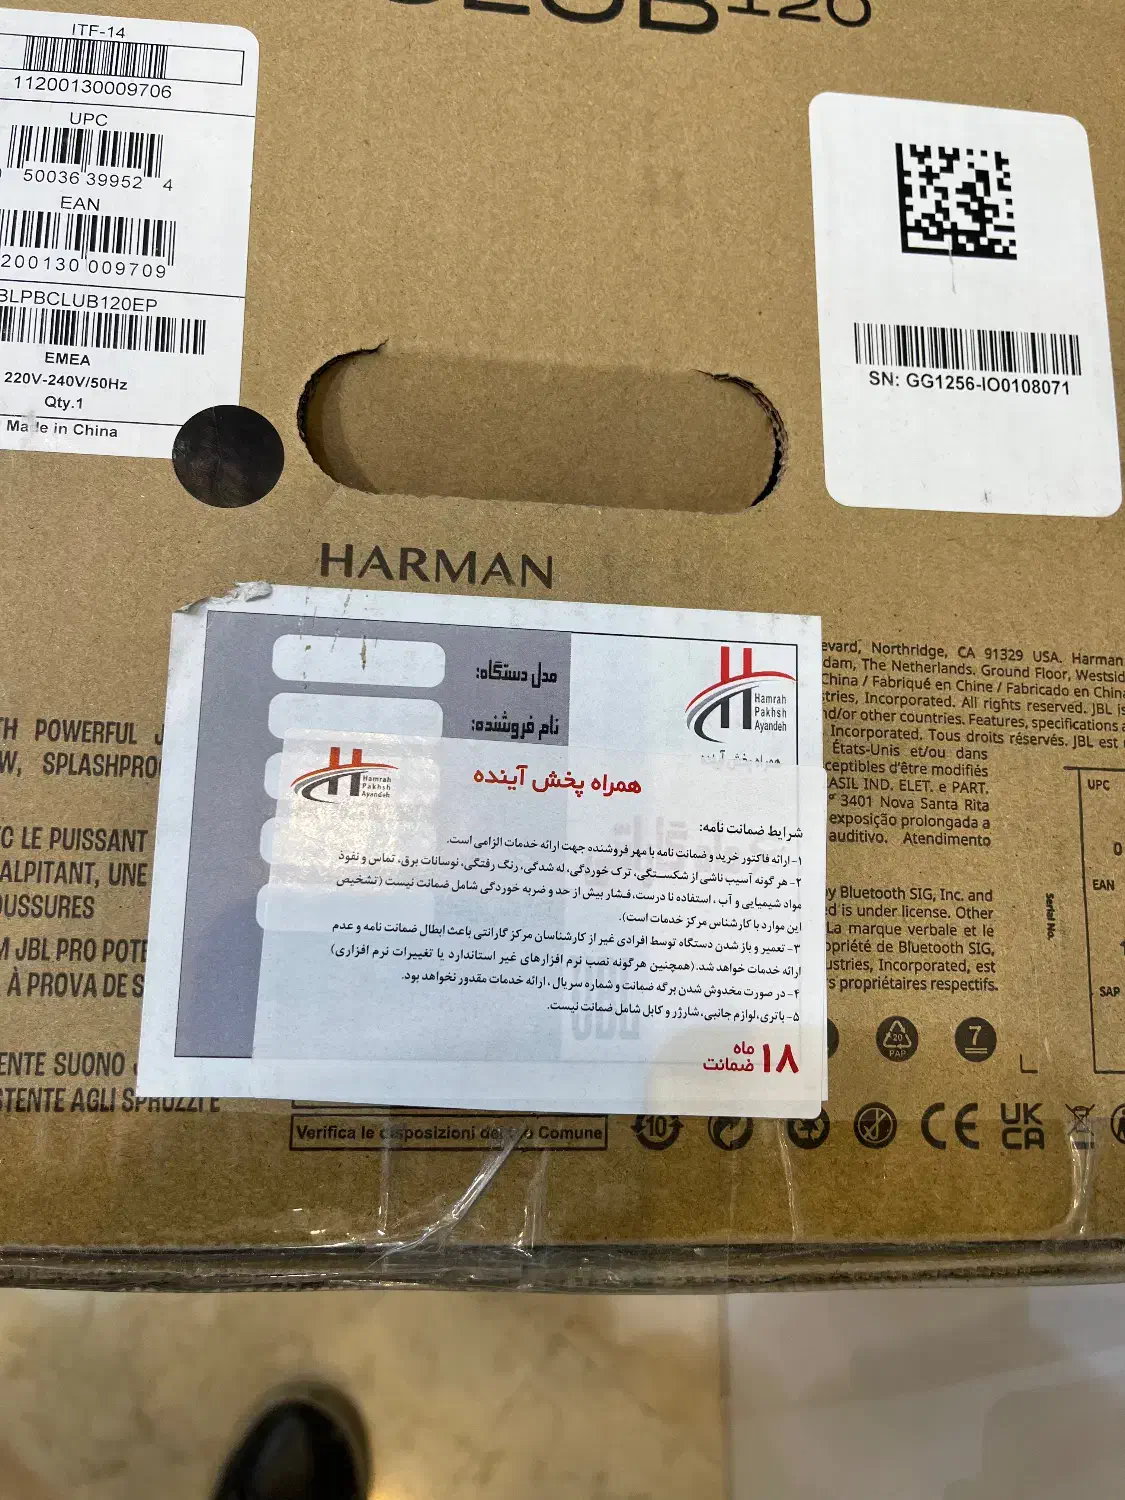 CLUB 120
ITF-14
11200130009706
UPC
50036 39952 4
EAN
200130 009709
BLPBCLUB120EP
EMEA
220V-240V/50Hz
Qty.1
Made in China
SN: GG1256-IO0108071
HARMAN
مدل دستگاه:
نام فروشنده:
Hamrah
Pakhsh
Ayandeh
Hamrah
Pakhsh
Ayandeh
همراه پخش آینده
شرایط ضمانت نامه:
۱- ارائه فاکتور خرید و ضمانت نامه با مهر فروشنده جهت ارائه خدمات الزامی است.
۲- هر گونه آسیب ناشی از شکستگی، ترک خوردگی، له شدگی، رنگ رفتگی، نوسانات برق، تماس و نفوذ
مواد شیمیایی و آب ، استفاده نا درست، فشار بیش از حد و ضربه خوردگی شامل ضمانت نیست (تشخیص
این موارد با کارشناس مرکز خدمات است).
۳- تعمیر و باز شدن دستگاه توسط افرادی غیر از کارشناسان مرکز گارانتی باعث ابطال ضمانت نامه و عدم
ارائه خدمات خواهد شد. (همچنین هرگونه نصب نرم افزارهای غیر استاندارد یا تغییرات نرم افزاری)
۴- در صورت مخدوش شدن برگه ضمانت و شماره سریال ، ارائه خدمات مقدور نخواهد بود.
۵- باتری، لوازم جانبی، شارژر و کابل شامل ضمانت نیست.
۱۸ ماه
ضمانت
evard, Northridge, CA 91329 USA. Harman
dam, The Netherlands. Ground Floor, Westsid
China / Fabriqué en Chine / Fabricado en China
tries, Incorporated. All rights reserved. JBL is
nd/or other countries. Features, specifications a
Incorporated. Tous droits réservés. JBL est
États-Unis et/ou dans
ceptibles d'être modifiés
ASIL IND. ELET. e PART.
3401 Nova Santa Rita
exposição prolongada a
auditivo. Atendimento
by Bluetooth SIG, Inc. and
d is under license. Other
La marque verbale et le
opriété de Bluetooth SIG,
ustries, Incorporated, est
s propriétaires respectifs.
Serial No.
UPC
0
EAN
1
SAP
TH POWERFUL J
W, SPLASHPRO
C LE PUISSANT
ALPITANT, UNE
OUSSURES
M JBL PRO POTE
À PROVA DE S
ENTE SUONO
STENTE AGLI SPRUZZI E
20
PAP
7
Verifica le disposizioni del tuo Comune
10
CE
UK
CA